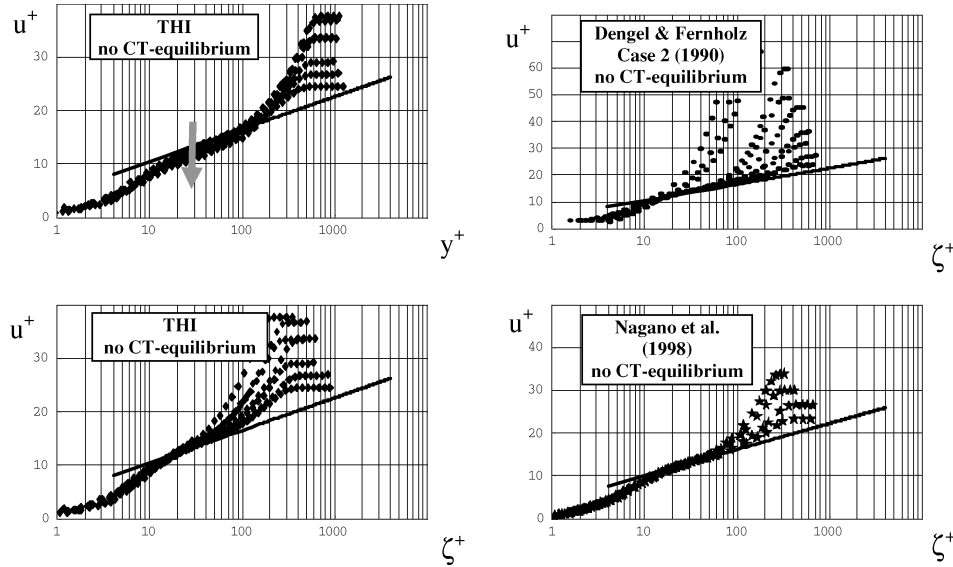 u+
THI
no CT-equilibrium
30
20
10
0
1 10 100 1000
y+
u+
Dengel & Fernholz
Case 2 (1990)
no CT-equilibrium
60
50
40
30
20
10
0
1 10 100 1000
ζ+
u+
THI
no CT-equilibrium
30
20
10
0
1 10 100 1000
ζ+
u+
Nagano et al.
(1998)
no CT-equilibrium
40
30
20
10
0
1 10 100 1000
ζ+